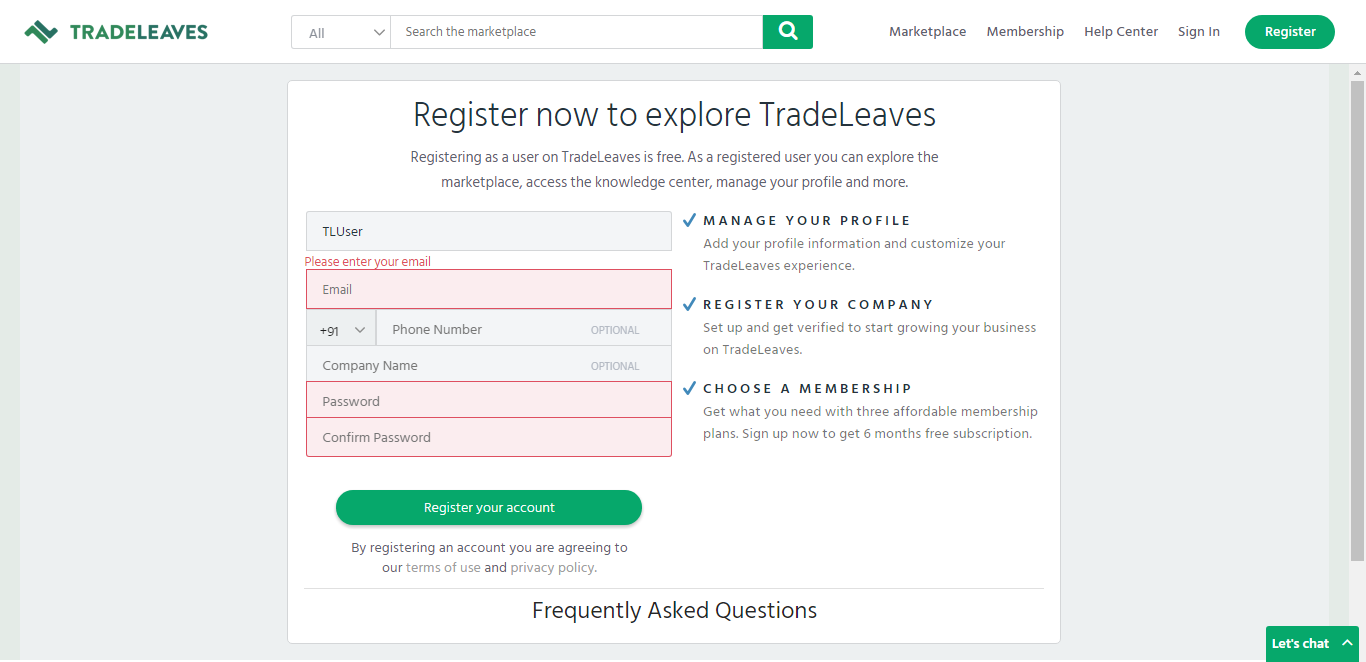 TRADELEAVES
All
Search the marketplace
Marketplace Membership Help Center Sign In Register
Register now to explore TradeLeaves
Registering as a user on TradeLeaves is free. As a registered user you can explore the
marketplace, access the knowledge center, manage your profile and more.
TLUser
Please enter your email
Email
+91 Phone Number OPTIONAL
Company Name OPTIONAL
Password
Confirm Password
Register your account
By registering an account you are agreeing to
our terms of use and privacy policy.
MANAGE YOUR PROFILE
Add your profile information and customize your
TradeLeaves experience.
REGISTER YOUR COMPANY
Set up and get verified to start growing your business
on TradeLeaves.
CHOOSE A MEMBERSHIP
Get what you need with three affordable membership
plans. Sign up now to get 6 months free subscription.
Frequently Asked Questions
Let's chat